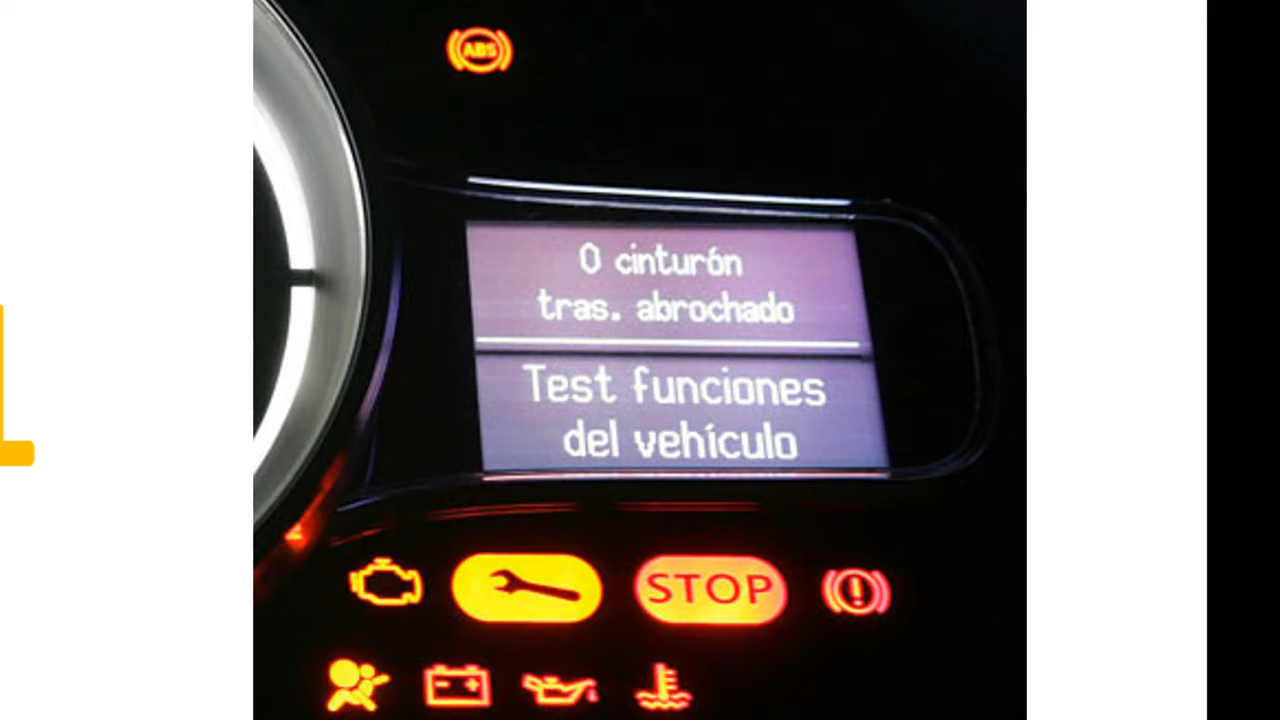 ABS
0 cinturón
tras. abrochado
Test funciones
del vehículo
STOP